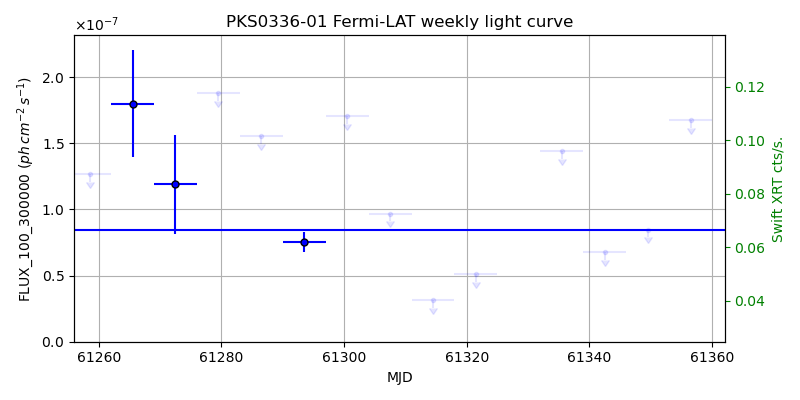 PKS0336-01 Fermi-LAT weekly light curve
×10⁻⁷
FLUX_100_300000 (ph cm⁻² s⁻¹)
2.0
1.5
1.0
0.5
0.0
0.12
0.10
0.08
0.06
0.04
Swift XRT cts/s.
61260 61280 61300 61320 61340 61360
MJD